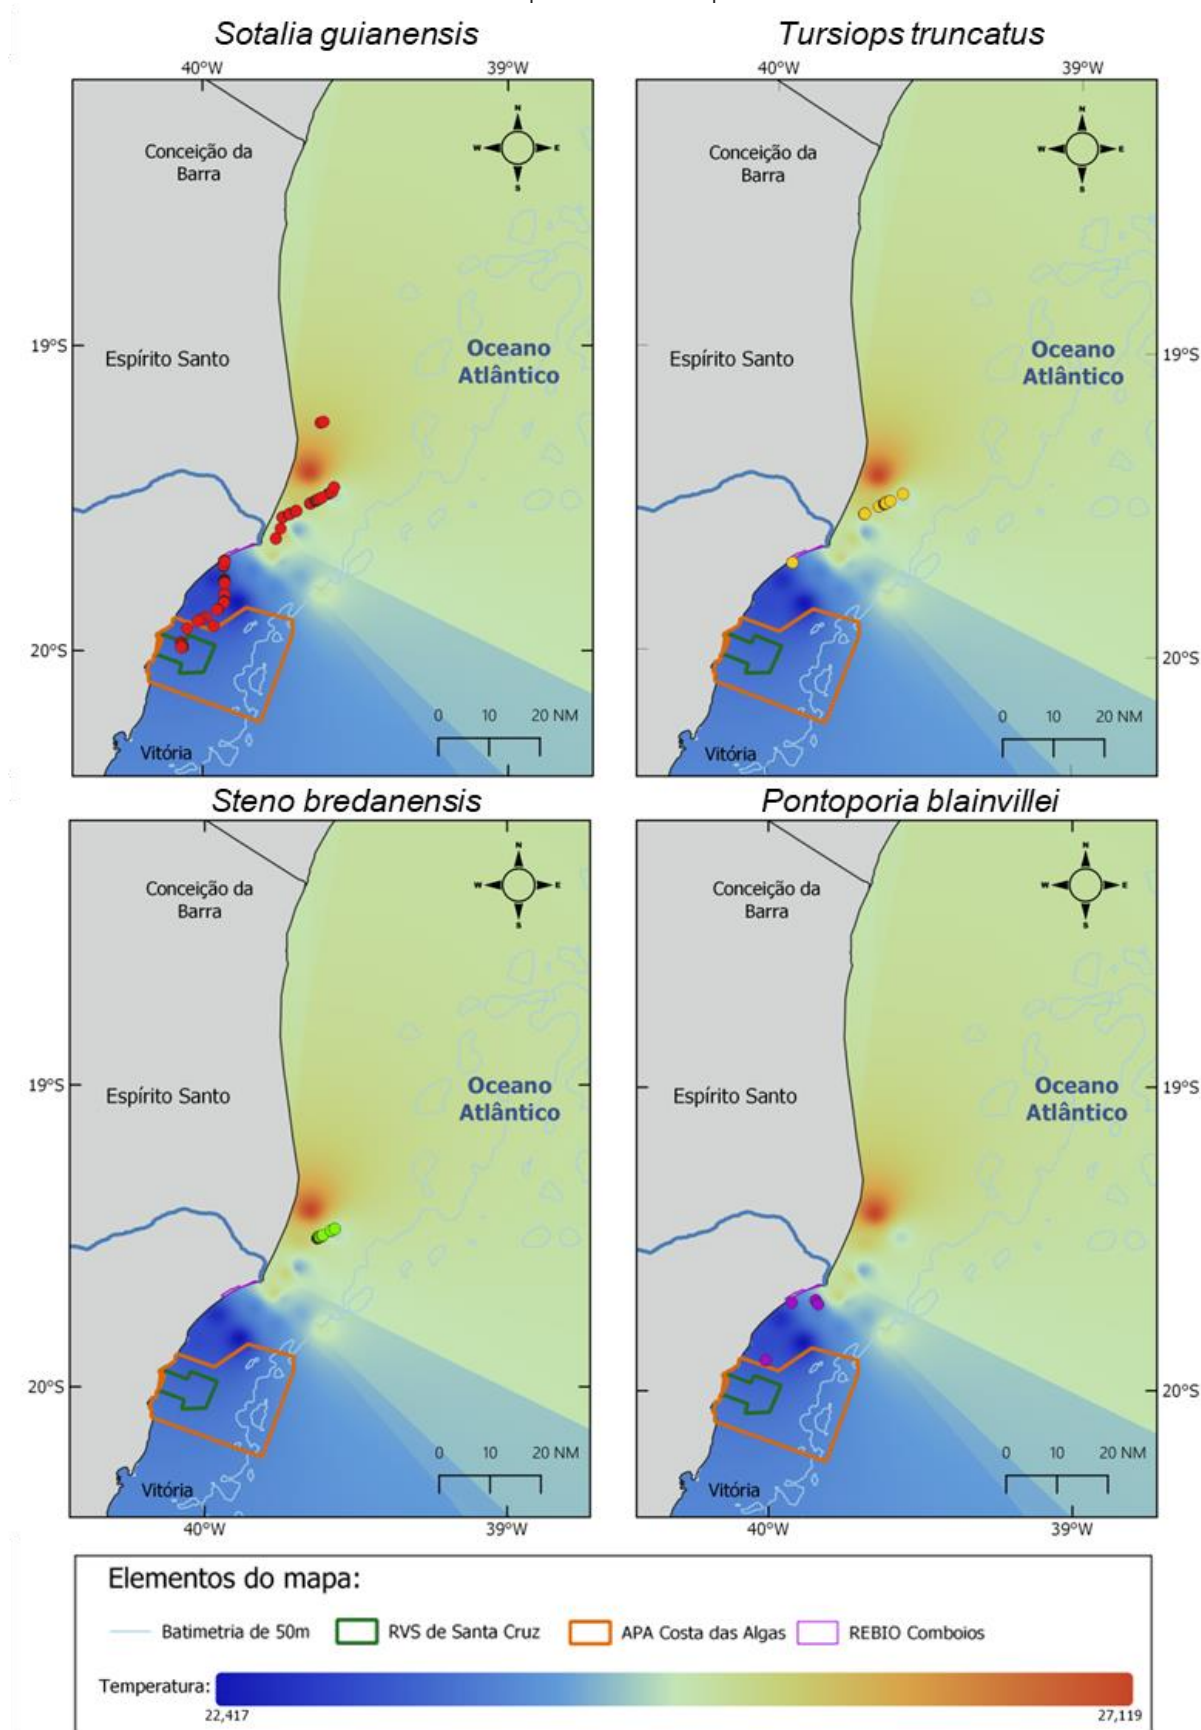 Sotalia guianensis
Tursiops truncatus
40°W
39°W
40°W
39°W
N
W
E
S
Conceição da
Barra
N
W
E
S
Conceição da
Barra
19°S
Espírito Santo
Oceano
Atlântico
Espírito Santo
Oceano
Atlântico
19°S
20°S
20°S
0 10 20 NM
Vitória
0 10 20 NM
Vitória
Steno bredanensis
Pontoporia blainvillei
N
W
E
S
Conceição da
Barra
N
W
E
S
Conceição da
Barra
19°S
Espírito Santo
Oceano
Atlântico
Espírito Santo
Oceano
Atlântico
19°S
20°S
20°S
0 10 20 NM
Vitória
0 10 20 NM
Vitória
40°W
39°W
40°W
39°W
Elementos do mapa:
Batimetria de 50m
RVS de Santa Cruz
APA Costa das Algas
REBIO Comboios
Temperatura:
22,417
27,119